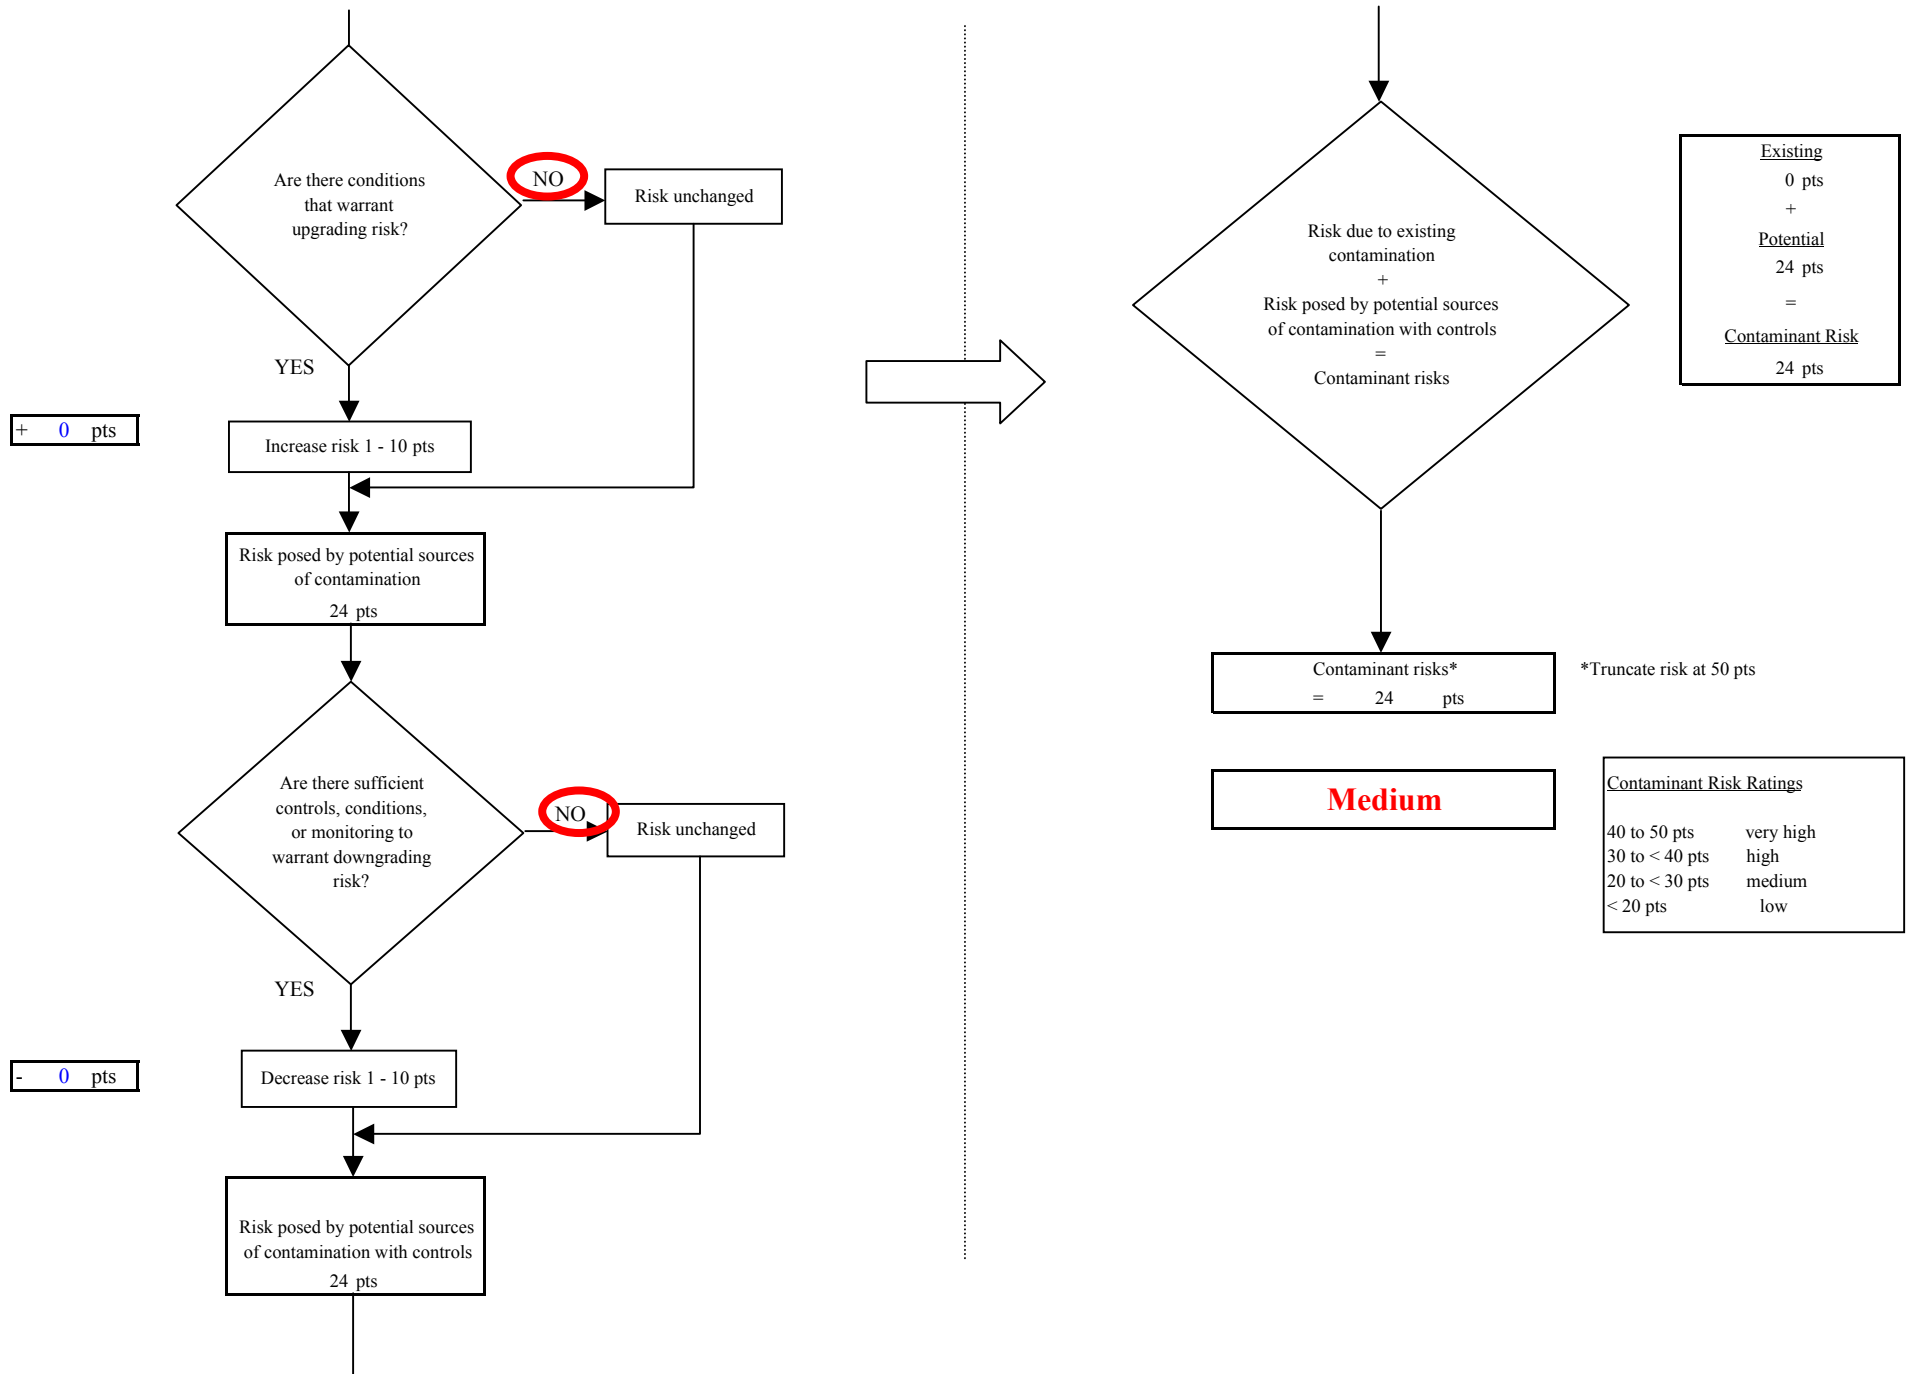 Are there conditions
that warrant
upgrading risk?
NO
Risk unchanged
YES
+ 0 pts
Increase risk 1 - 10 pts
Risk posed by potential sources
of contamination
24 pts
Are there sufficient
controls, conditions,
or monitoring to
warrant downgrading
risk?
NO
Risk unchanged
YES
- 0 pts
Decrease risk 1 - 10 pts
Risk posed by potential sources
of contamination with controls
24 pts
Risk due to existing
contamination
+
Risk posed by potential sources
of contamination with controls
=
Contaminant risks
Existing
0 pts
+
Potential
24 pts
=
Contaminant Risk
24 pts
Contaminant risks*
= 24 pts
*Truncate risk at 50 pts
Medium
Contaminant Risk Ratings
40 to 50 pts very high
30 to < 40 pts high
20 to < 30 pts medium
< 20 pts low